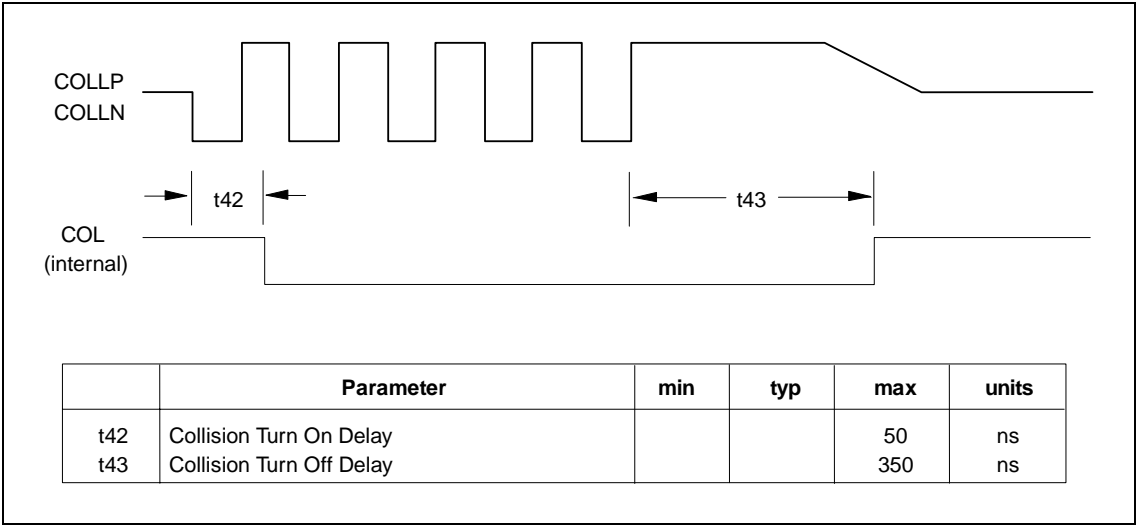 COLLP
COLLN
t42
t43
COL
(internal)
Parameter min typ max units
t42 Collision Turn On Delay 50 ns
t43 Collision Turn Off Delay 350 ns